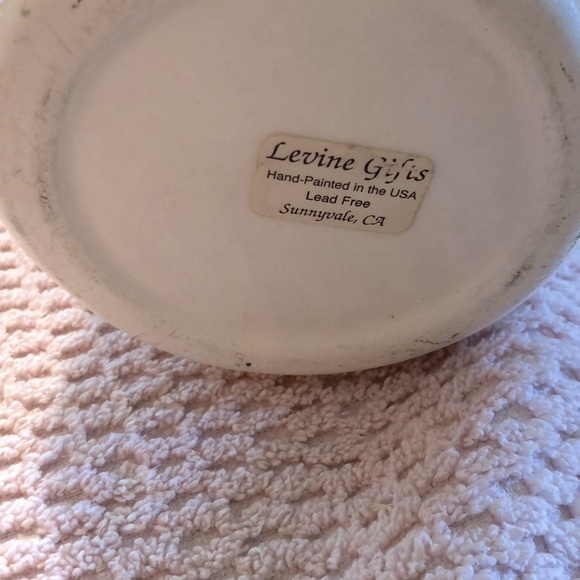 Levine Gifts
Hand-Painted in the USA
Lead Free
Sunnyvale, CA